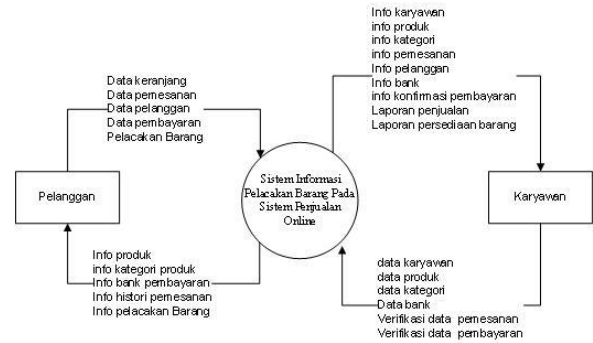 Info karyawan
info produk
info kategori
info pemesanan
Info pelanggan
Info bank
info konfirmasi pembayaran
Laporan penjualan
Laporan persediaan barang
Data keranjang
Data pemesanan
Data pelanggan
Data pembayaran
Pelacakan Barang
Pelanggan
Sistem Informasi
Pelacakan Barang Pada
Sistem Penjualan
Online
Karyawan
Info produk
info kategori produk
Info bank pembayaran
Info histori pemesanan
Info pelacakan Barang
data karyawan
data produk
data kategori
Data bank
Verifikasi data pemesanan
Verifikasi data pembayaran